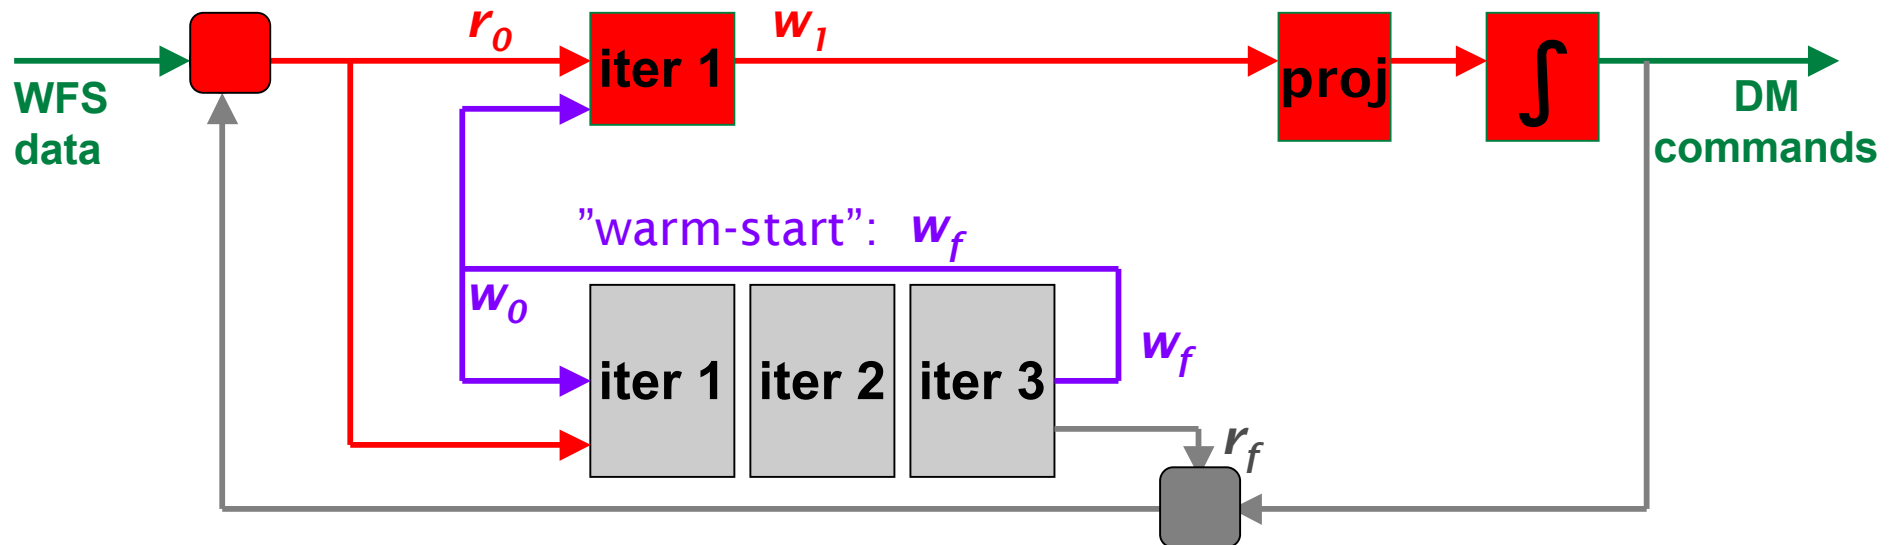 r0
w1
iter 1
proj
∫
WFS
data
DM
commands
”warm-start”: wf
w0
iter 1
iter 2
iter 3
wf
rf